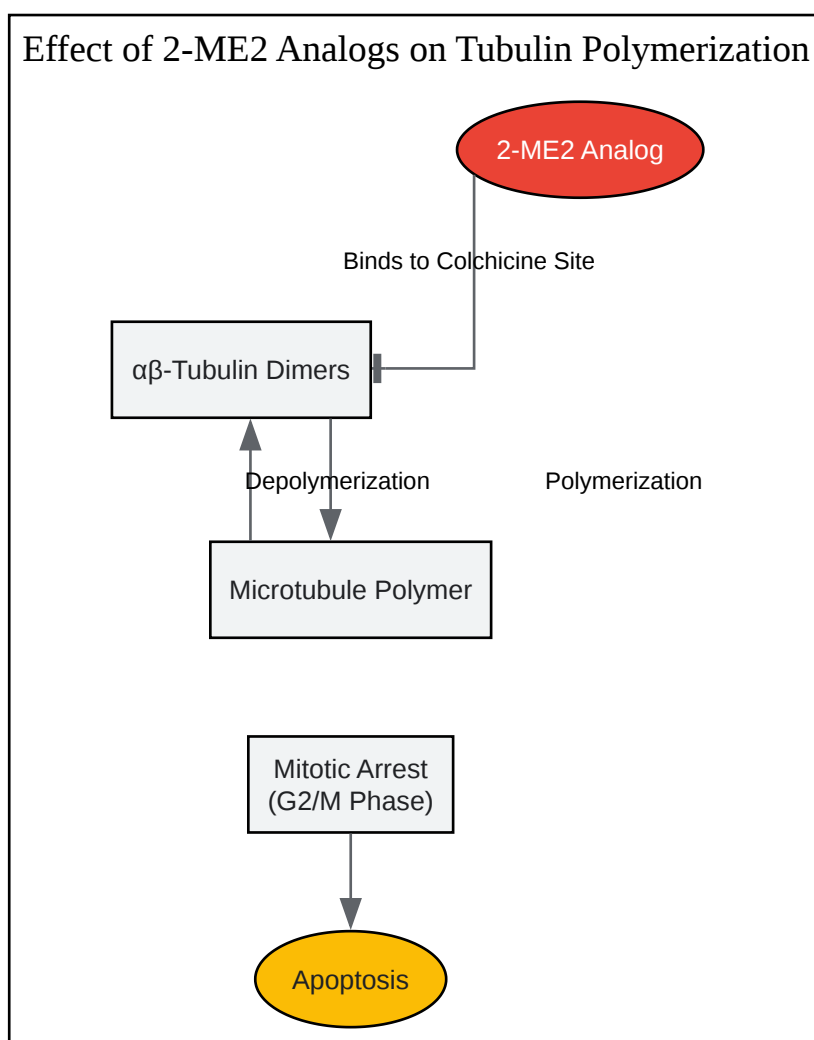 Effect of 2-ME2 Analogs on Tubulin Polymerization
2-ME2 Analog
Binds to Colchicine Site
αβ-Tubulin Dimers
Depolymerization
Polymerization
Microtubule Polymer
Mitotic Arrest
(G2/M Phase)
Apoptosis